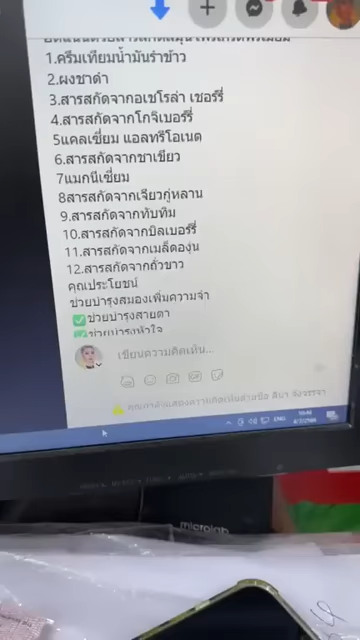 1.ครีมเทียมน้ำมันรำข้าว
2.ผงชาดำ
3.สารสกัดจากอเซโรล่า เชอร์รี่
4.สารสกัดจากโกจิเบอร์รี่
5แคลเซี่ยม แอลทรีโอเนต
6.สารสกัดจากชาเขียว
7แมกนีเซี่ยม
8สารสกัดจากเจียวกู่หลาน
9.สารสกัดจากทับทิม
10.สารสกัดจากบิลเบอร์รี่
11.สารสกัดจากเมล็ดองุ่น
12.สารสกัดจากถั่วขาว
คุณประโยชน์
ช่วยบำรุงสมองเพิ่มความจำ
✅ช่วยบำรุงสายตา
✅ช่วยบำรุงหัวใจ
เขียนความคิดเห็น...
ENG
microlab